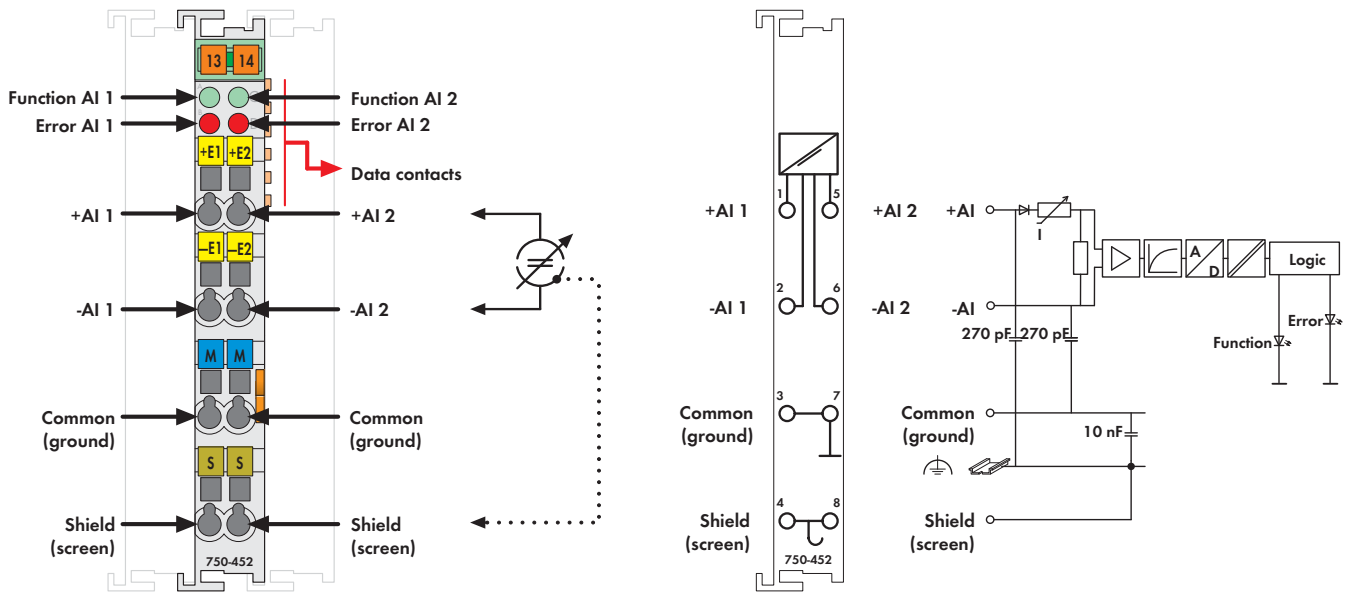 13 14
Function AI 1
Function AI 2
Error AI 1
Error AI 2
+E1 +E2
Data contacts
+AI 1
+AI 2
–E1 –E2
-AI 1
-AI 2
M M
Common
(ground)
Common
(ground)
S S
Shield
(screen)
Shield
(screen)
750-452
1 5
+AI 1
+AI 2
2 6
-AI 1
-AI 2
3 7
Common
(ground)
4 8
Shield
(screen)
750-452
+AI
I
A
D
Logic
-AI
270 pF 270 pF
Function
Error
Common
(ground)
10 nF
Shield
(screen)